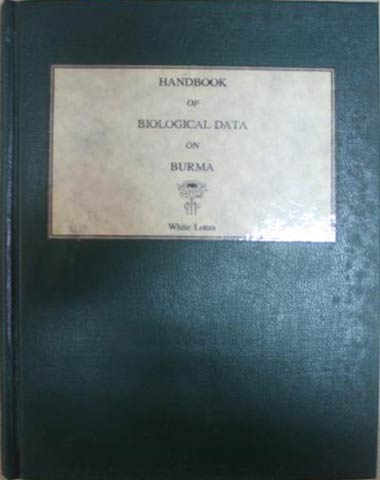 HANDBOOK
OF
BIOLOGICAL DATA
ON
BURMA
White Lotus